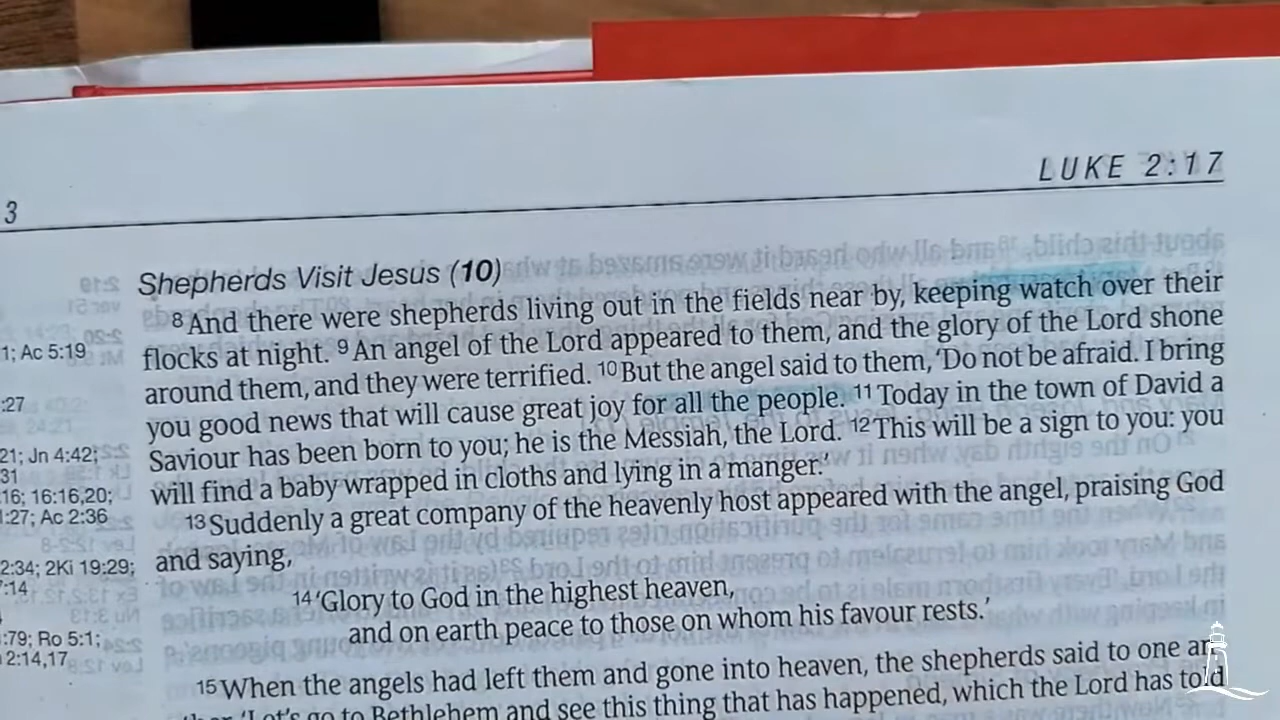 LUKE 2:17
3
Shepherds Visit Jesus (10)
8 And there were shepherds living out in the fields near by, keeping watch over their
flocks at night. 9 An angel of the Lord appeared to them, and the glory of the Lord shone
around them, and they were terrified. 10 But the angel said to them, 'Do not be afraid. I bring
you good news that will cause great joy for all the people. 11 Today in the town of David a
Saviour has been born to you; he is the Messiah, the Lord. 12 This will be a sign to you: you
will find a baby wrapped in cloths and lying in a manger.'
13 Suddenly a great company of the heavenly host appeared with the angel, praising God
and saying,
14 'Glory to God in the highest heaven,
and on earth peace to those on whom his favour rests.'
15 When the angels had left them and gone into heaven, the shepherds said to one an
'Let's go to Bethlehem and see this thing that has happened, which the Lord has told
1; Ac 5:19
:27
21; Jn 4:42;
31
16; 16:16,20;
1:27; Ac 2:36
2:34; 2Ki 19:29;
7:14
:79; Ro 5:1;
2:14,17